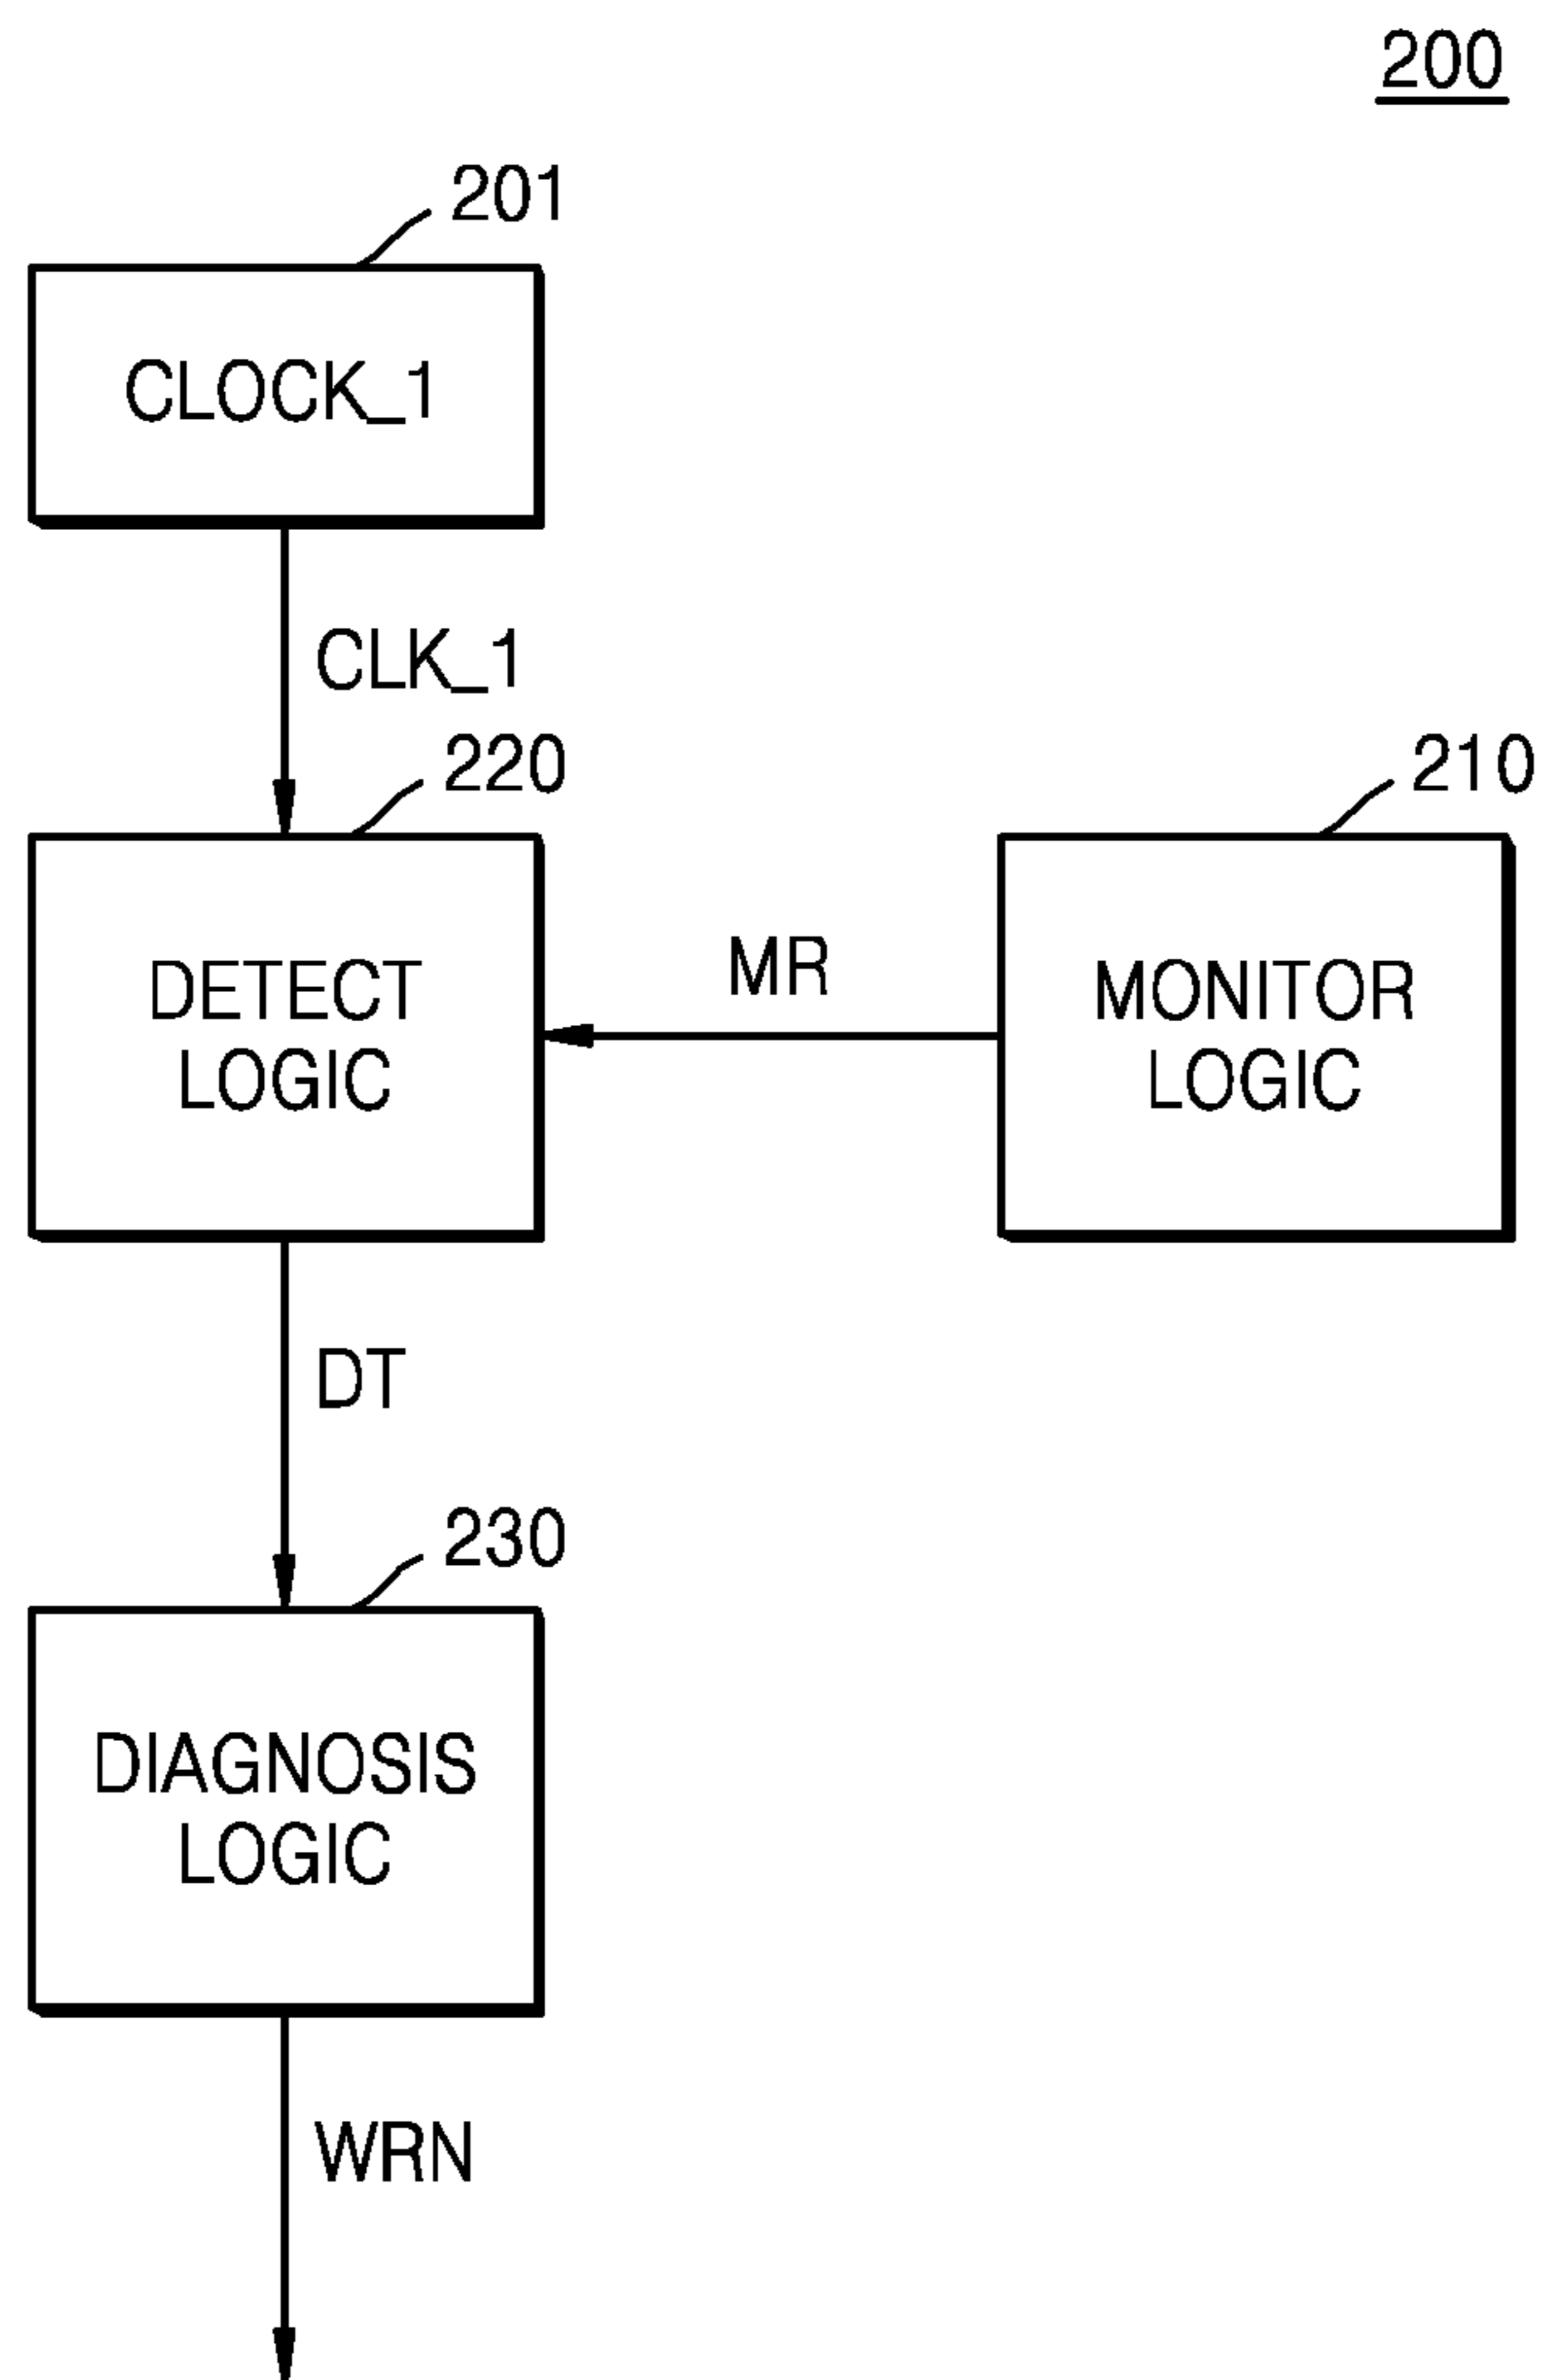 200
201
CLOCK_1
CLK_1
220
210
DETECT
LOGIC
MR
MONITOR
LOGIC
DT
230
DIAGNOSIS
LOGIC
WRN